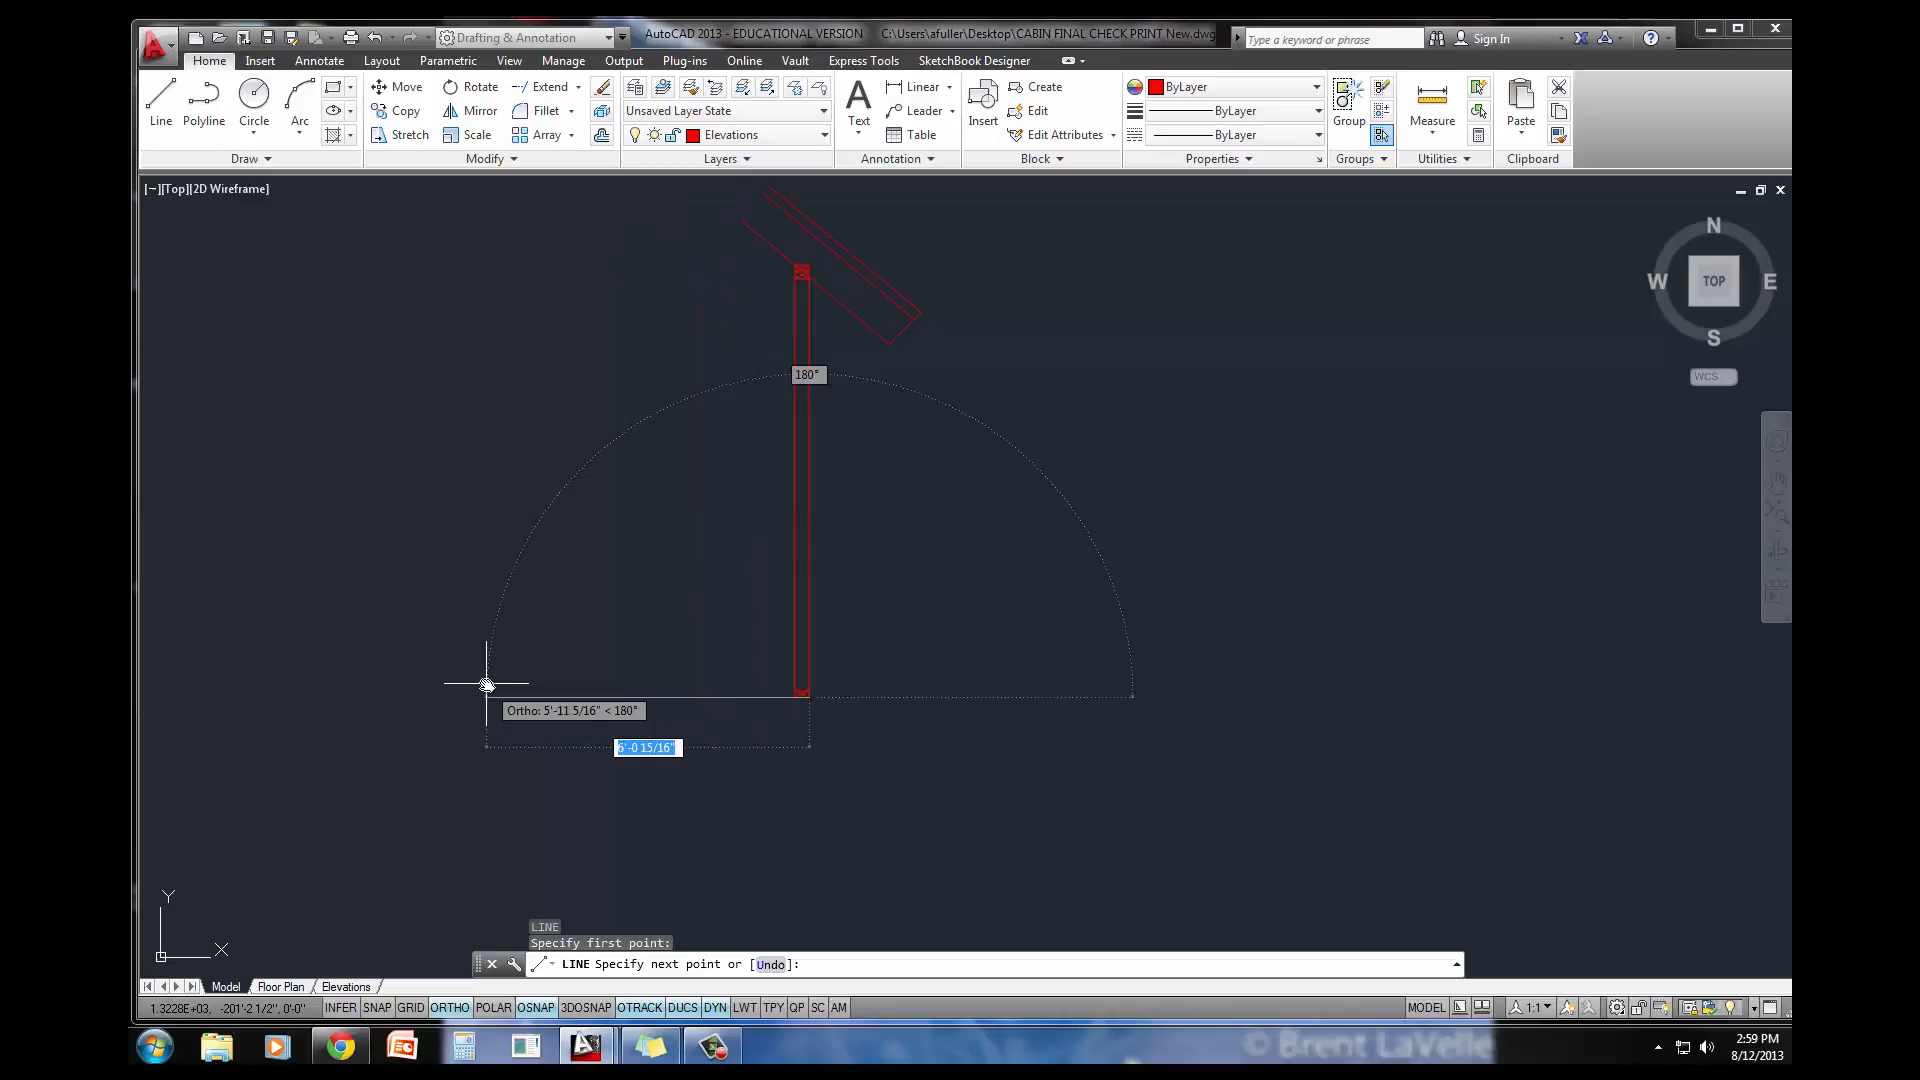 Drafting & Annotation
AutoCAD 2013 - EDUCATIONAL VERSION C:\Users\afuller\Desktop\CABIN FINAL CHECK PRINT New.dwg
Type a keyword or phrase
Sign In
Home Insert Annotate Layout Parametric View Manage Output Plug-ins Online Vault Express Tools SketchBook Designer
Line Polyline Circle Arc
Move Rotate Extend
Copy Mirror Fillet
Stretch Scale Array
Unsaved Layer State
Elevations
Text
Linear
Leader
Table
Insert
Create
Edit
Edit Attributes
ByLayer
ByLayer
ByLayer
Group
Measure
Paste
Draw Modify Layers Annotation Block Properties Groups Utilities Clipboard
[−][Top][2D Wireframe]
N
W TOP E
S
WCS
180°
Ortho: 5'-11 5/16" < 180°
6'-0 15/16"
Y
X
LINE
Specify first point:
LINE Specify next point or [Undo]:
Model Floor Plan Elevations
1.3228E+03, -201'-2 1/2", 0'-0"
INFER SNAP GRID ORTHO POLAR OSNAP 3DOSNAP OTRACK DUCS DYN LWT TPY QP SC AM
MODEL 1:1
© Brent LaVelle
2:59 PM
8/12/2013